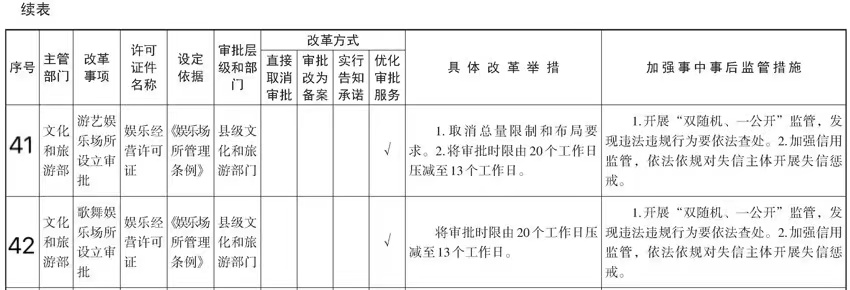 续表
序号
主管部门
改革事项
许可证件名称
设定依据
审批层级和部门
改革方式
直接取消审批
审批改为备案
实行告知承诺
优化审批服务
具体改革举措
加强事中事后监管措施
41
文化和旅游部
游艺娱乐场所设立审批
娱乐经营许可证
《娱乐场所管理条例》
县级文化和旅游部门
√
1.取消总量限制和布局要
求。2.将审批时限由20个工作日
压减至13个工作日。
1.开展“双随机、一公开”监管，发
现违法违规行为要依法查处。2.加强信用
监管，依法依规对失信主体开展失信惩
戒。
42
文化和旅游部
歌舞娱乐场所设立审批
娱乐经营许可证
《娱乐场所管理条例》
县级文化和旅游部门
√
将审批时限由20个工作日压
减至13个工作日。
1.开展“双随机、一公开”监管，发
现违法违规行为要依法查处。2.加强信用
监管，依法依规对失信主体开展失信惩
戒。